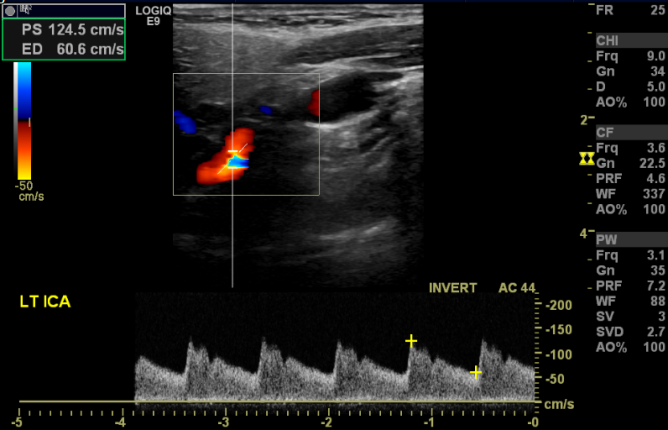 PS 124.5 cm/s
ED 60.6 cm/s
LOGIQ
E9
-50
cm/s
2
4
FR 25
CHI
Frq 9.0
Gn 34
D 5.0
AO% 100
CF
Frq 3.6
Gn 22.5
PRF 4.6
WF 337
AO% 100
PW
Frq 3.1
Gn 35
PRF 7.2
WF 88
SV 3
SVD 2.7
AO% 100
LT ICA
INVERT AC 44
-200
-150
-100
-50
cm/s
-5 -4 -3 -2 -1 -0